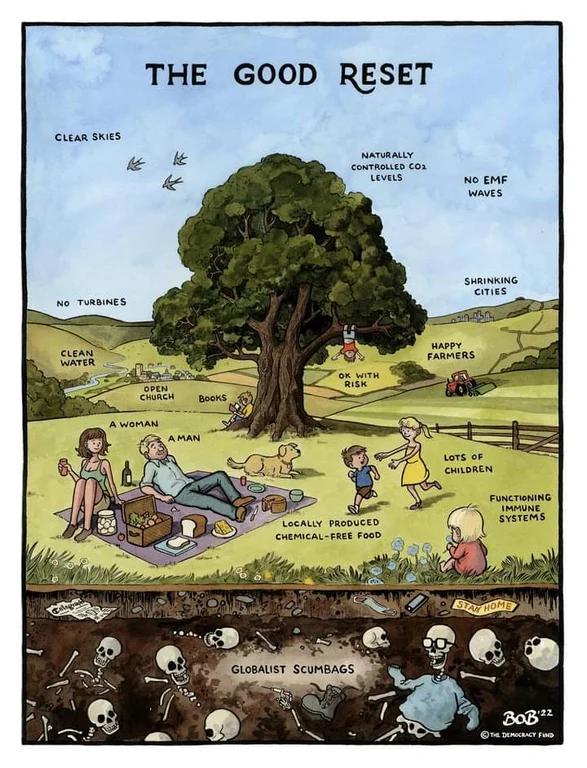 THE GOOD RESET
CLEAR SKIES
NATURALLY
CONTROLLED CO2
LEVELS
NO EMF
WAVES
SHRINKING
CITIES
NO TURBINES
CLEAN
WATER
HAPPY
FARMERS
OK WITH
RISK
OPEN
CHURCH
BOOKS
A WOMAN
A MAN
LOTS OF
CHILDREN
FUNCTIONING
IMMUNE
SYSTEMS
LOCALLY PRODUCED
CHEMICAL-FREE FOOD
STAY HOME
GLOBALIST SCUMBAGS
BOB '22
© THE DEMOCRACY FUND